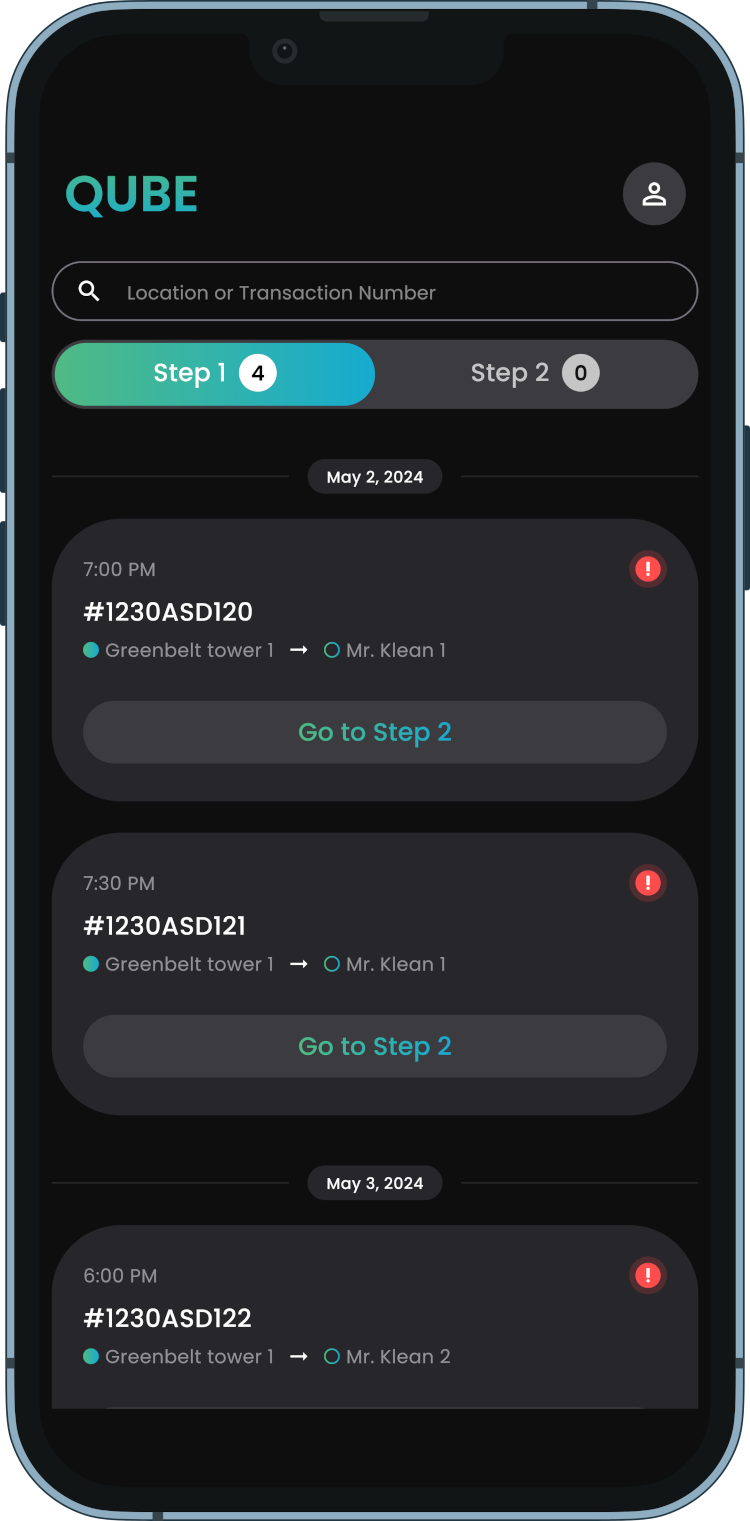 QUBE
Location or Transaction Number
Step 1 4 Step 2 0
May 2, 2024
7:00 PM
#1230ASD120
Greenbelt tower 1 → Mr. Klean 1
Go to Step 2
7:30 PM
#1230ASD121
Greenbelt tower 1 → Mr. Klean 1
Go to Step 2
May 3, 2024
6:00 PM
#1230ASD122
Greenbelt tower 1 → Mr. Klean 2